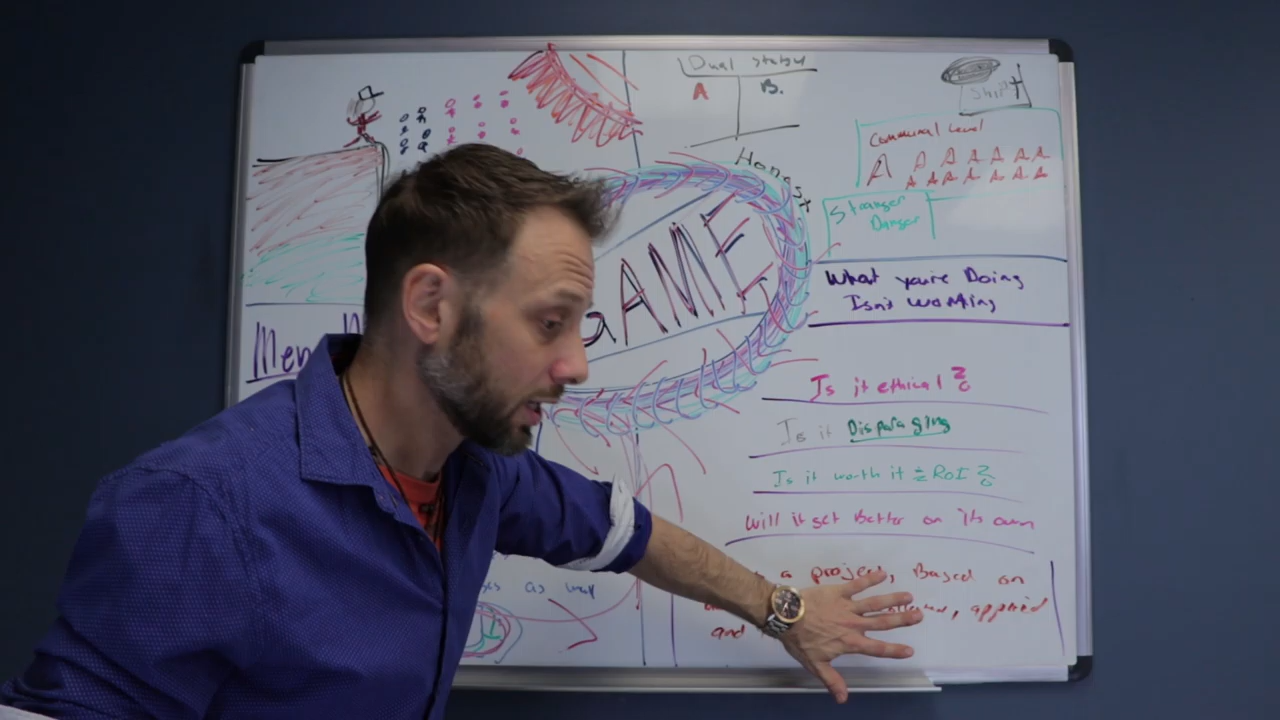 Dual Status
A
B.
Shift
Communal Level
A A A A A A A
A A A A A A A
Honest
Stranger
Danger
GAME
What you're Doing
Isn't Working
Men
Is it ethical ?
Is it Disparaging
Is it worth it = ROI ?
Will it get Better on its own
a project, Based on
applied
and
as well